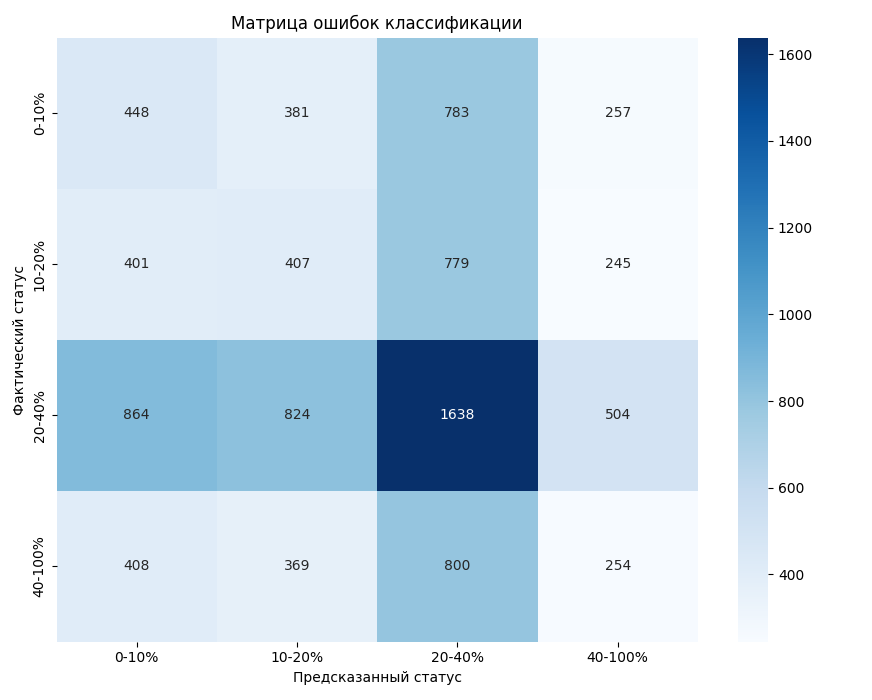 Матрица ошибок классификации
Фактический статус
0-10%
448 381 783 257
10-20%
401 407 779 245
20-40%
864 824 1638 504
40-100%
408 369 800 254
0-10% 10-20% 20-40% 40-100%
Предсказанный статус
1600
1400
1200
1000
800
600
400